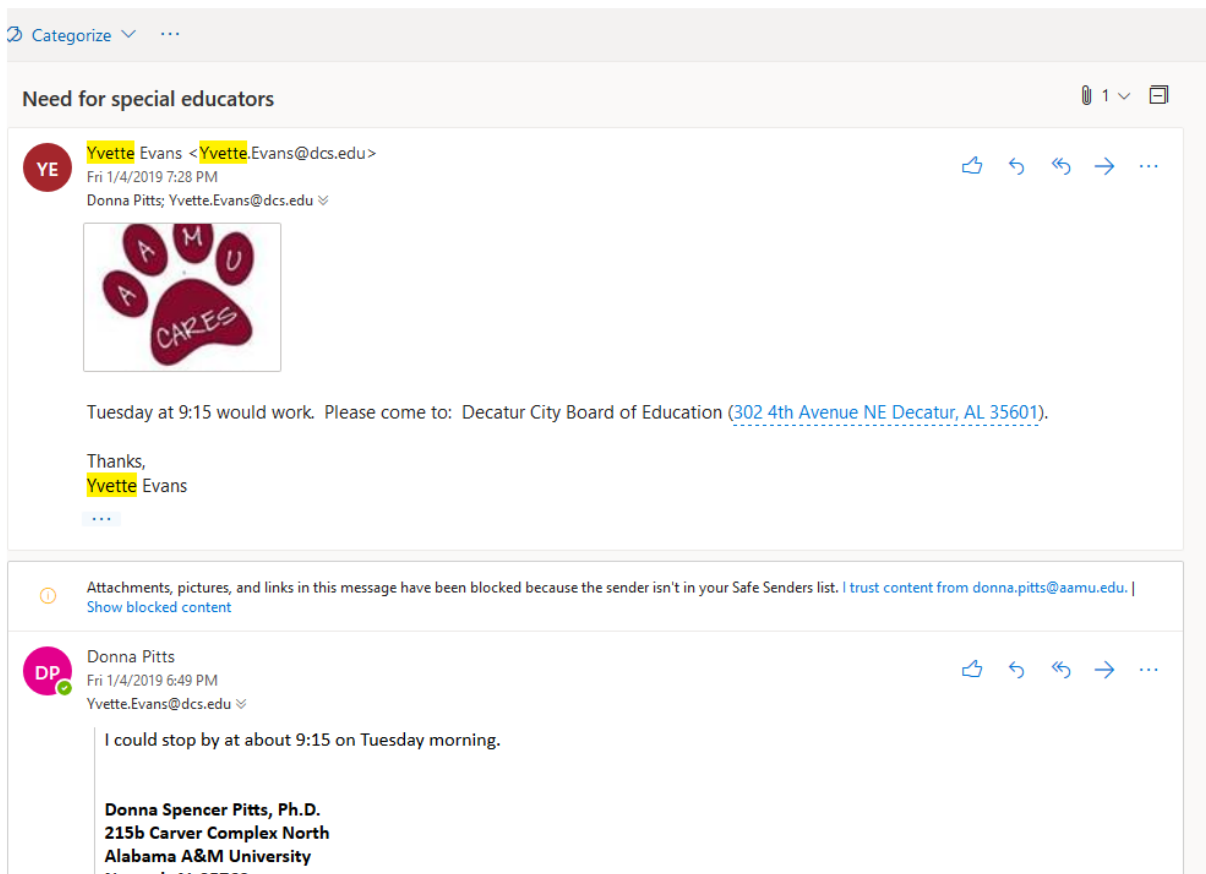 Categorize
Need for special educators
1
YE
Yvette Evans <Yvette.Evans@dcs.edu>
Fri 1/4/2019 7:28 PM
Donna Pitts; Yvette.Evans@dcs.edu
A A M U
CARES
Tuesday at 9:15 would work.  Please come to:  Decatur City Board of Education (302 4th Avenue NE Decatur, AL 35601).
Thanks,
Yvette Evans
Attachments, pictures, and links in this message have been blocked because the sender isn't in your Safe Senders list. I trust content from donna.pitts@aamu.edu. |
Show blocked content
DP
Donna Pitts
Fri 1/4/2019 6:49 PM
Yvette.Evans@dcs.edu
I could stop by at about 9:15 on Tuesday morning.
Donna Spencer Pitts, Ph.D.
215b Carver Complex North
Alabama A&M University